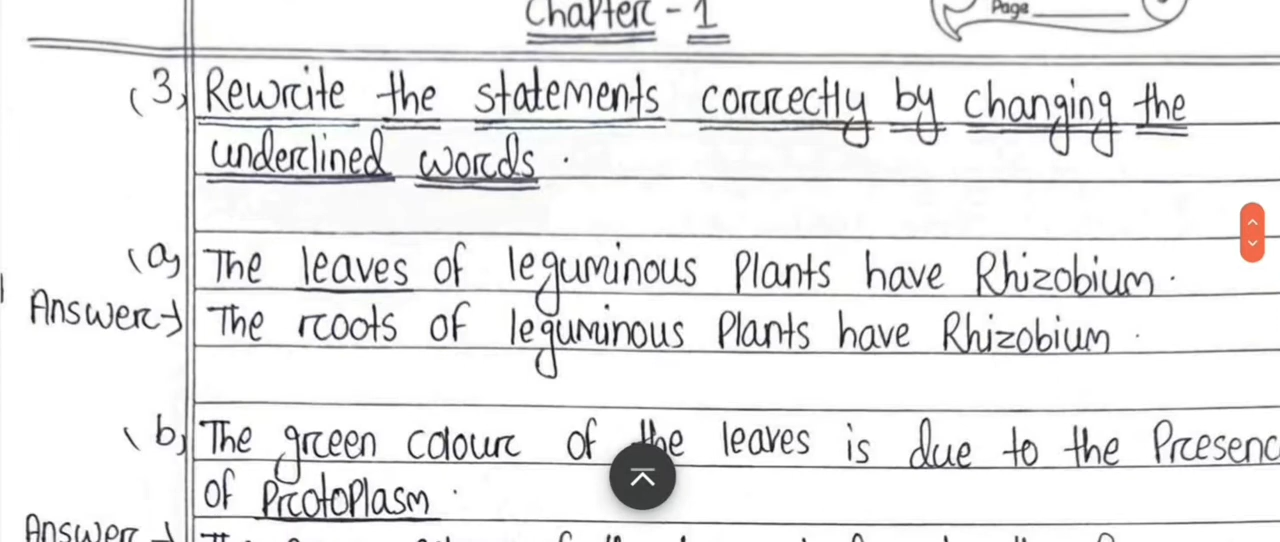 Chapter - 1
Page
(3) Rewrite the statements correctly by changing the
underlined words.
(a) The leaves of leguminous Plants have Rhizobium.
Answer→ The roots of leguminous Plants have Rhizobium.
(b) The green colour of the leaves is due to the Presenc
of Protoplasm.
Answer→